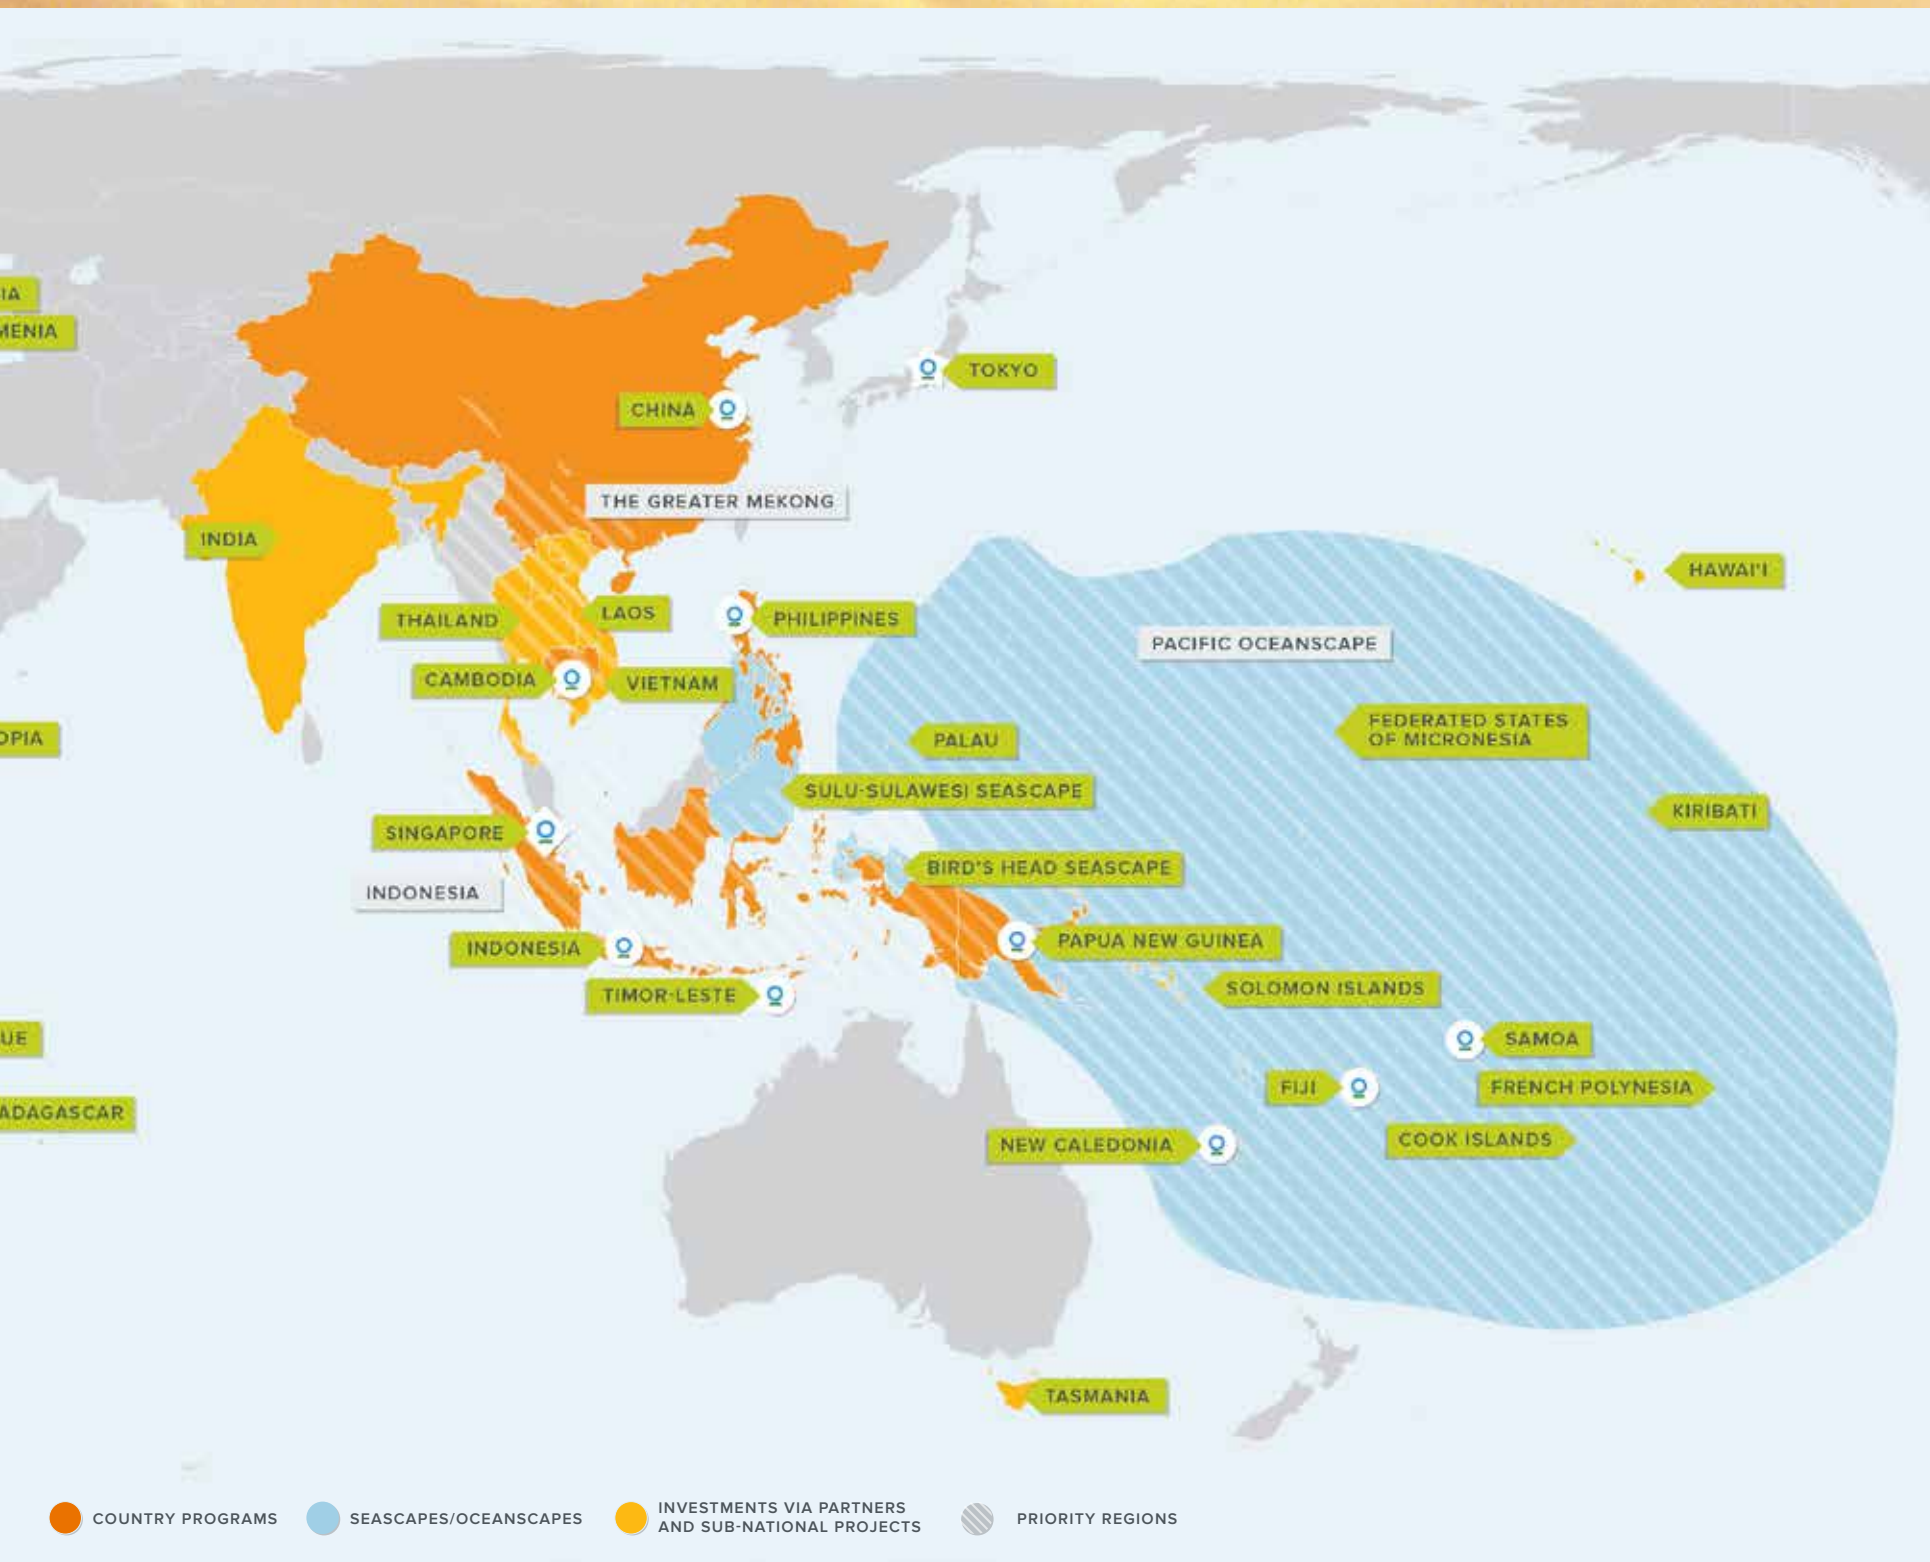 IA
MENIA
TOKYO
CHINA
THE GREATER MEKONG
INDIA
HAWAI'I
THAILAND
LAOS
PHILIPPINES
PACIFIC OCEANSCAPE
CAMBODIA
VIETNAM
FEDERATED STATES
OF MICRONESIA
OPIA
PALAU
SULU-SULAWESI SEASCAPE
KIRIBATI
SINGAPORE
BIRD'S HEAD SEASCAPE
INDONESIA
INDONESIA
PAPUA NEW GUINEA
TIMOR-LESTE
SOLOMON ISLANDS
UE
SAMOA
FIJI
FRENCH POLYNESIA
ADAGASCAR
NEW CALEDONIA
COOK ISLANDS
TASMANIA
COUNTRY PROGRAMS
SEASCAPES/OCEANSCAPES
INVESTMENTS VIA PARTNERS
AND SUB-NATIONAL PROJECTS
PRIORITY REGIONS